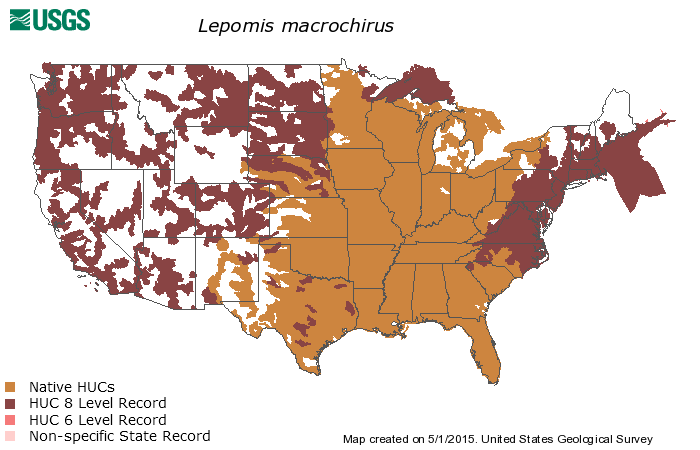 USGS
Lepomis macrochirus
Native HUCs
HUC 8 Level Record
HUC 6 Level Record
Non-specific State Record
Map created on 5/1/2015. United States Geological Survey